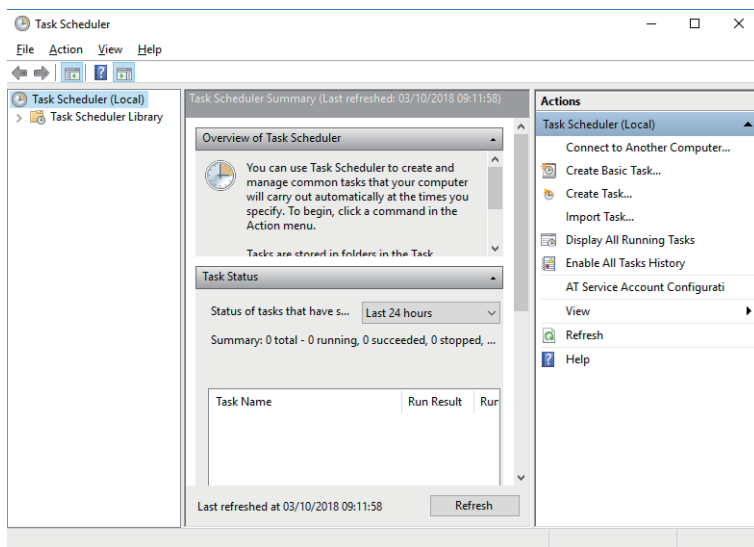 Task Scheduler
File Action View Help
Task Scheduler (Local)
Task Scheduler Library
Task Scheduler Summary (Last refreshed: 03/10/2018 09:11:58)
Overview of Task Scheduler
You can use Task Scheduler to create and
manage common tasks that your computer
will carry out automatically at the times you
specify. To begin, click a command in the
Action menu.
Tasks are stored in folders in the Task
Task Status
Status of tasks that have s... Last 24 hours
Summary: 0 total - 0 running, 0 succeeded, 0 stopped, ...
Task Name Run Result Run
Last refreshed at 03/10/2018 09:11:58 Refresh
Actions
Task Scheduler (Local)
Connect to Another Computer...
Create Basic Task...
Create Task...
Import Task...
Display All Running Tasks
Enable All Tasks History
AT Service Account Configurati
View
Refresh
Help